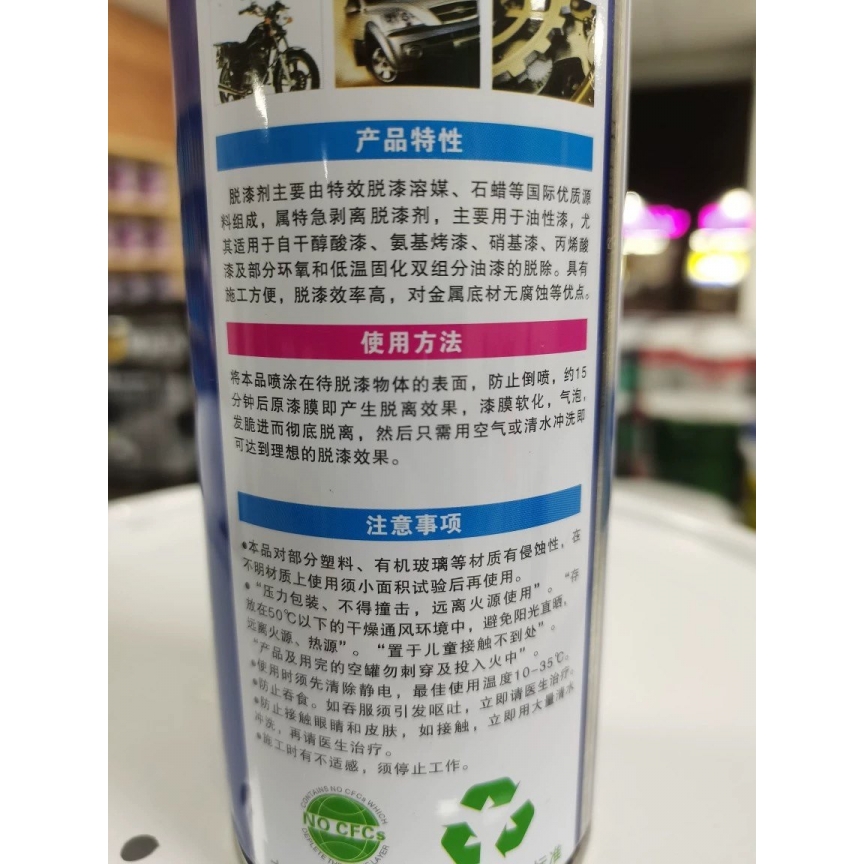 产品特性
脱漆剂主要由特效脱漆溶媒、石蜡等国际优质源
料组成，属特急剥离脱漆剂，主要用于油性漆，尤
其适用于自干醇酸漆、氨基烤漆、硝基漆、丙烯酸
漆及部分环氧和低温固化双组分油漆的脱除。具有
施工方便，脱漆效率高，对金属底材无腐蚀等优点。
使用方法
将本品喷涂在待脱漆物体的表面，防止倒喷，约15
分钟后原漆膜即产生脱离效果，漆膜软化，气泡，
发脆进而彻底脱离，然后只需用空气或清水冲洗即
可达到理想的脱漆效果。
注意事项
•本品对部分塑料、有机玻璃等材质有侵蚀性，在
不明材质上使用须小面积试验后再使用。
•“压力包装、不得撞击，远离火源使用”。“存
放在50℃以下的干燥通风环境中，避免阳光直晒，
远离火源、热源”。“置于儿童接触不到处”。
“产品及用完的空罐勿刺穿及投入火中”。
•使用时须先清除静电，最佳使用温度10-35℃。
•防止吞食。如吞服须引发呕吐，立即请医生治疗。
•防止接触眼睛和皮肤，如接触，立即用大量清水
冲洗，再请医生治疗。
•施工时有不适感，须停止工作。
CONTAINS NO CFCs WHICH
NO CFCs
DEPLETE THE LAYER
标准